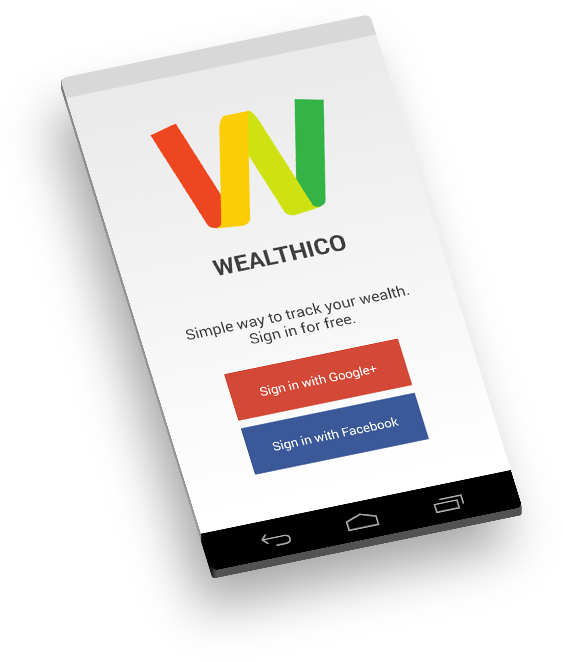 WEALTHICO
Simple way to track your wealth.
Sign in for free.
Sign in with Google+
Sign in with Facebook